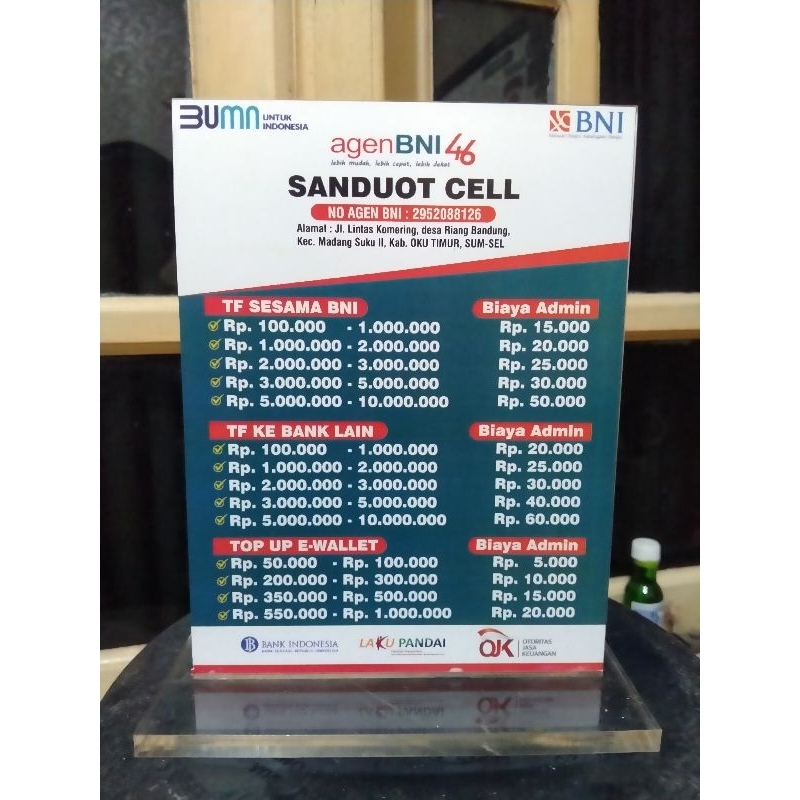 BUMN UNTUK INDONESIA
BNI
agenBNI 46
lebih mudah, lebih cepat, lebih dekat
SANDUOT CELL
NO AGEN BNI : 2952088126
Alamat : Jl. Lintas Komering, desa Riang Bandung,
Kec. Madang Suku II, Kab. OKU TIMUR, SUM-SEL
TF SESAMA BNI Biaya Admin
Rp. 100.000 - 1.000.000 Rp. 15.000
Rp. 1.000.000 - 2.000.000 Rp. 20.000
Rp. 2.000.000 - 3.000.000 Rp. 25.000
Rp. 3.000.000 - 5.000.000 Rp. 30.000
Rp. 5.000.000 - 10.000.000 Rp. 50.000
TF KE BANK LAIN Biaya Admin
Rp. 100.000 - 1.000.000 Rp. 20.000
Rp. 1.000.000 - 2.000.000 Rp. 25.000
Rp. 2.000.000 - 3.000.000 Rp. 30.000
Rp. 3.000.000 - 5.000.000 Rp. 40.000
Rp. 5.000.000 - 10.000.000 Rp. 60.000
TOP UP E-WALLET Biaya Admin
Rp. 50.000 - Rp. 100.000 Rp. 5.000
Rp. 200.000 - Rp. 300.000 Rp. 10.000
Rp. 350.000 - Rp. 500.000 Rp. 15.000
Rp. 550.000 - Rp. 1.000.000 Rp. 20.000
BANK INDONESIA
LAKU PANDAI
OJK OTORITAS JASA KEUANGAN